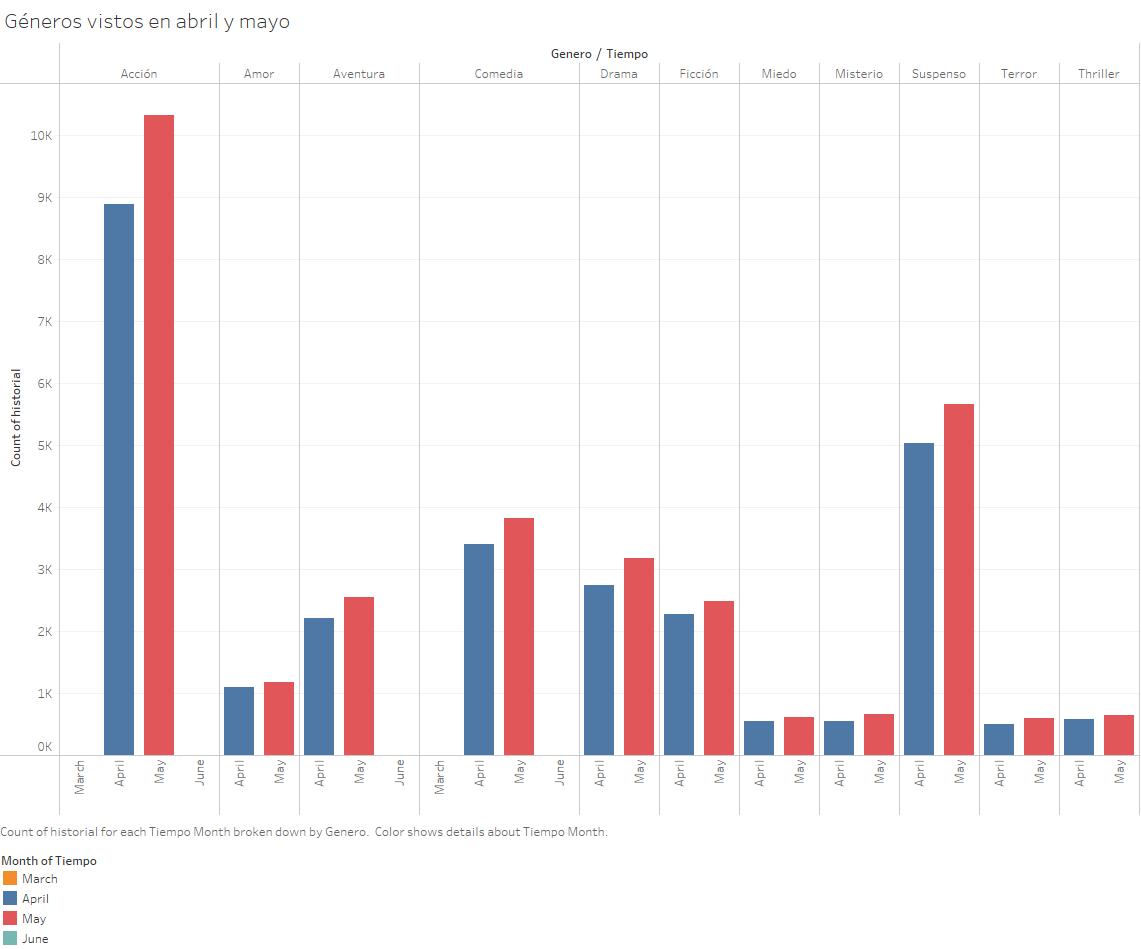 Géneros vistos en abril y mayo
Genero / Tiempo
Acción Amor Aventura Comedia Drama Ficción Miedo Misterio Suspenso Terror Thriller
10K
9K
8K
7K
6K
5K
4K
3K
2K
1K
0K
Count of historial
March April May June April May April May June March April May June April May April May April May April May April May April May April May
Count of historial for each Tiempo Month broken down by Genero. Color shows details about Tiempo Month.
Month of Tiempo
March
April
May
June